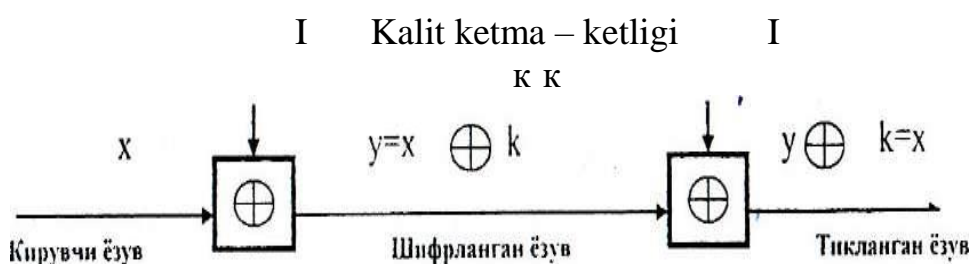 I Kalit ketma – ketligi I
к к
x y=x ⊕ k y ⊕ k=x
⊕ ⊕
Кирувчи ёзув Шифрланган ёзув Тикланган ёзув